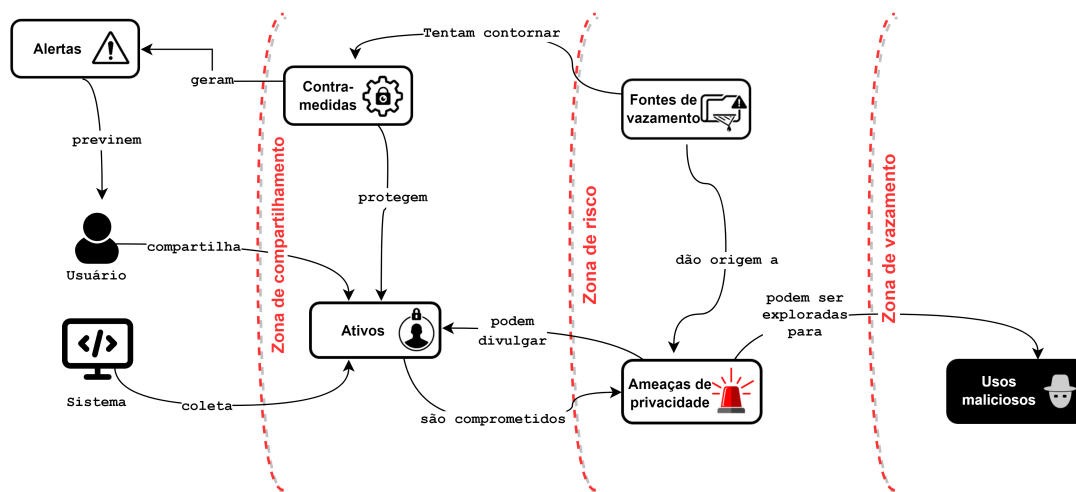 Tentam contornar
Alertas
geram
Contra-
medidas
Fontes de
vazamento
previnem
protegem
Zona de compartilhamento
Zona de risco
Zona de vazamento
compartilha
Usuário
dão origem a
podem ser
exploradas
para
Ativos
podem
divulgar
Sistema
coleta
são comprometidos
Ameaças de
privacidade
Usos
maliciosos